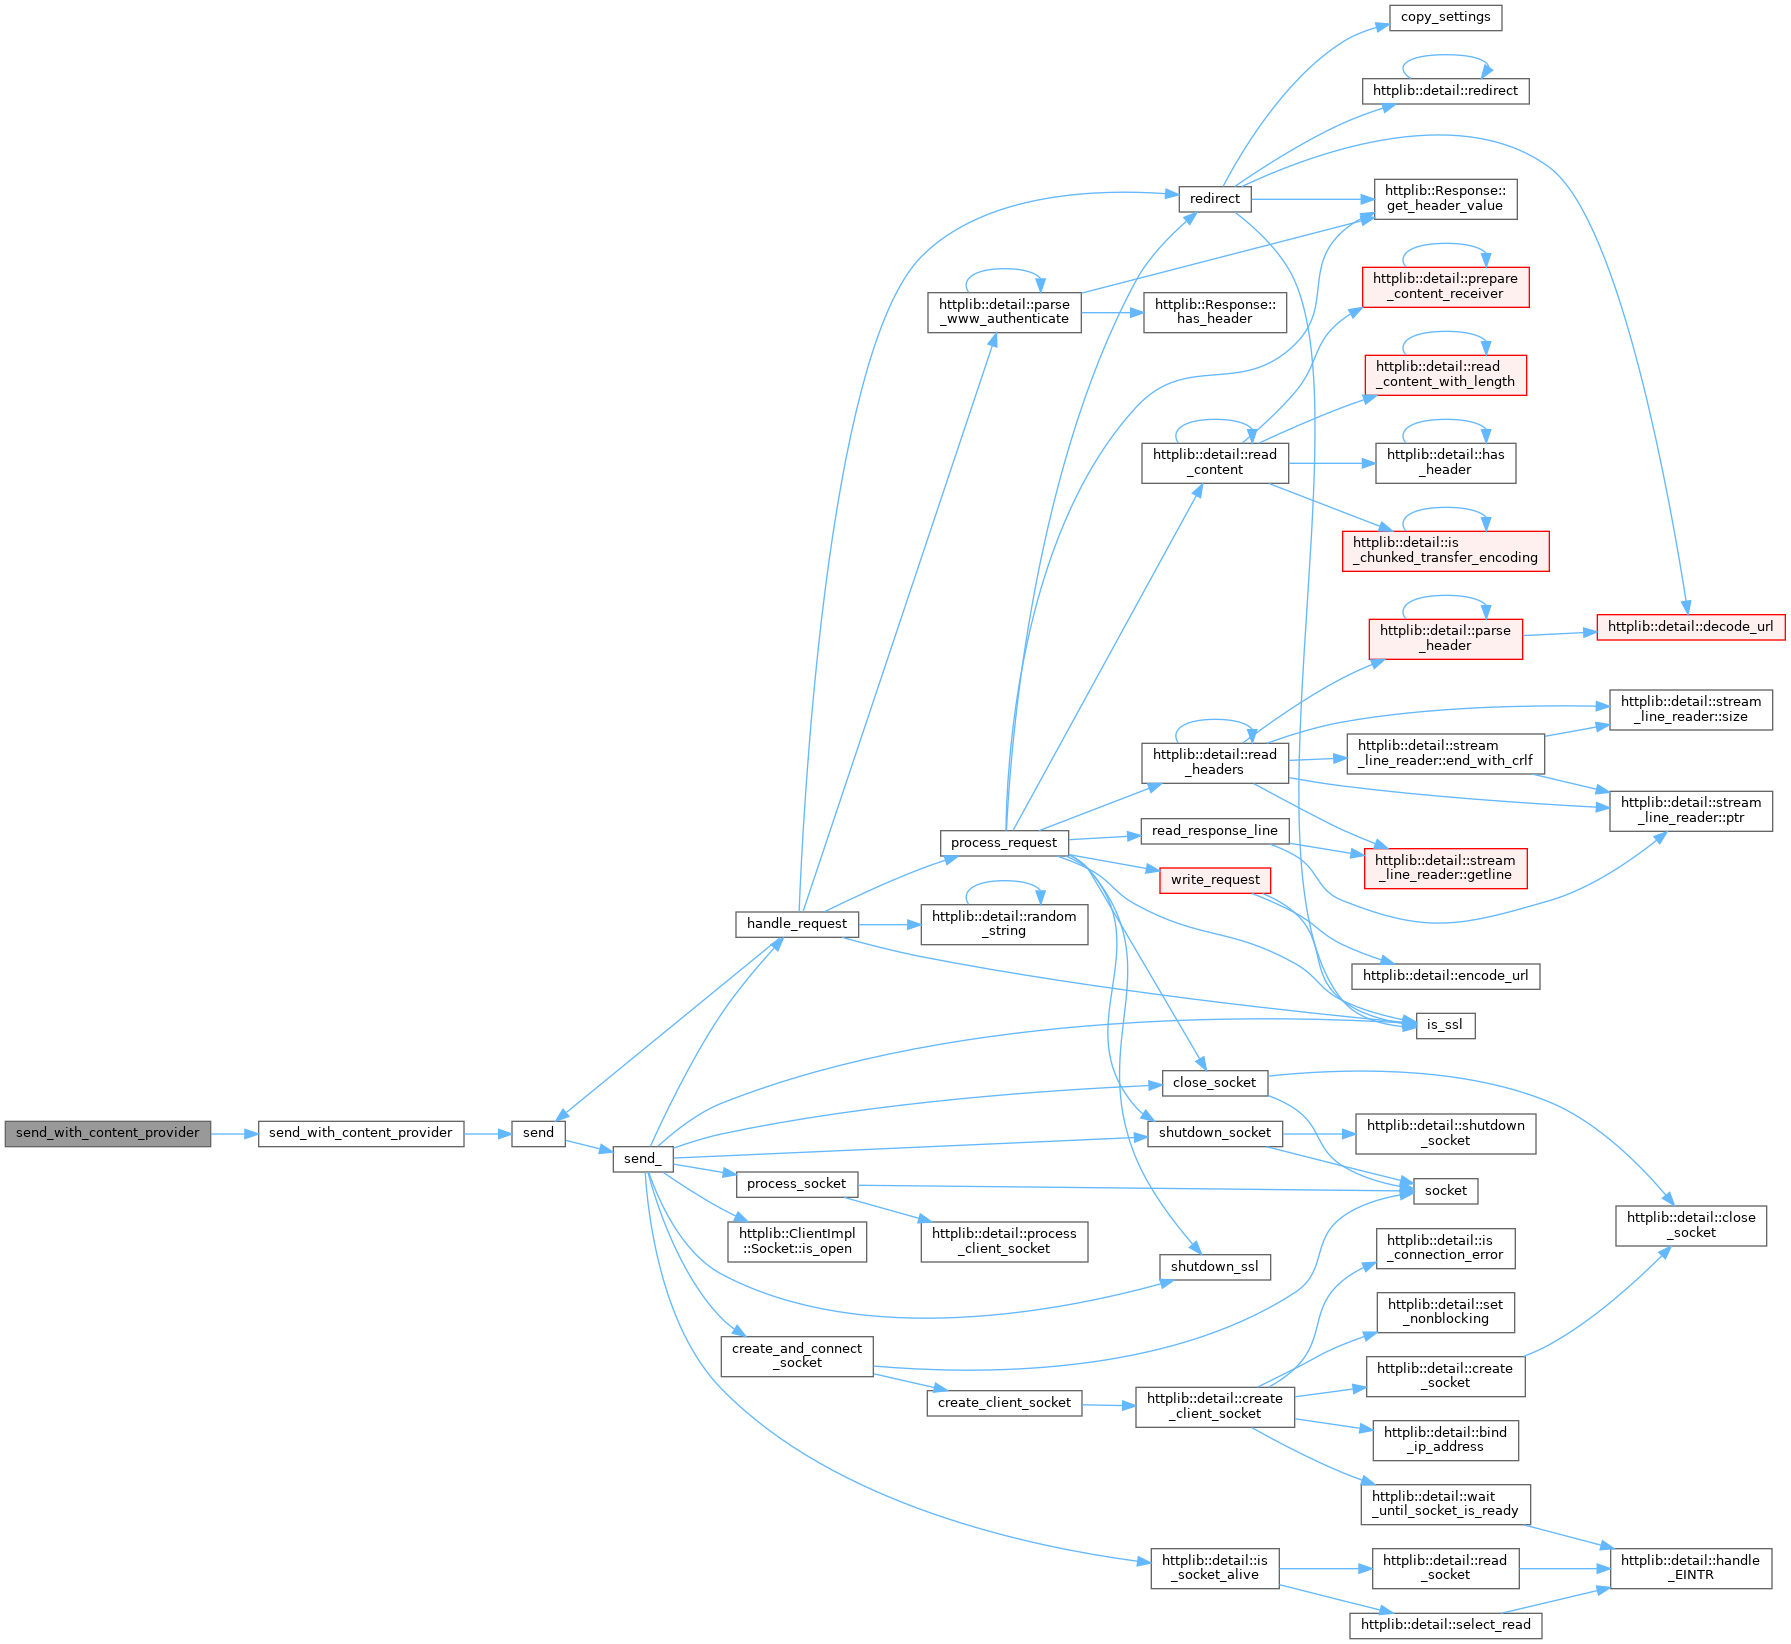 copy_settings
httplib::detail::redirect
redirect
httplib::Response::
get_header_value
httplib::detail::prepare
_content_receiver
httplib::detail::parse
_www_authenticate
httplib::Response::
has_header
httplib::detail::read
_content_with_length
httplib::detail::read
_content
httplib::detail::has
_header
httplib::detail::is
_chunked_transfer_encoding
httplib::detail::parse
_header
httplib::detail::decode_url
httplib::detail::stream
_line_reader::size
httplib::detail::read
_headers
httplib::detail::stream
_line_reader::end_with_crlf
httplib::detail::stream
_line_reader::ptr
read_response_line
process_request
httplib::detail::stream
_line_reader::getline
write_request
handle_request
httplib::detail::random
_string
httplib::detail::encode_url
is_ssl
close_socket
send_with_content_provider
send_with_content_provider
send
shutdown_socket
httplib::detail::shutdown
_socket
send_
process_socket
socket
httplib::ClientImpl
::Socket::is_open
httplib::detail::process
_client_socket
httplib::detail::close
_socket
httplib::detail::is
_connection_error
shutdown_ssl
httplib::detail::set
_nonblocking
create_and_connect
_socket
httplib::detail::create
_socket
create_client_socket
httplib::detail::create
_client_socket
httplib::detail::bind
_ip_address
httplib::detail::wait
_until_socket_is_ready
httplib::detail::is
_socket_alive
httplib::detail::read
_socket
httplib::detail::handle
_EINTR
httplib::detail::select_read